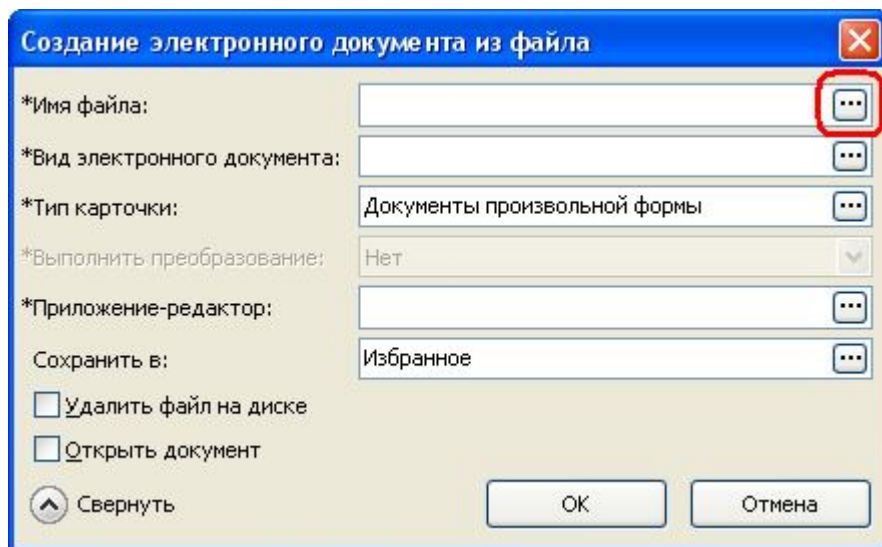 Создание электронного документа из файла
*Имя файла:
*Вид электронного документа:
*Тип карточки: Документы произвольной формы
*Выполнить преобразование: Нет
*Приложение-редактор:
Сохранить в: Избранное
Удалить файл на диске
Открыть документ
Свернуть ОК Отмена